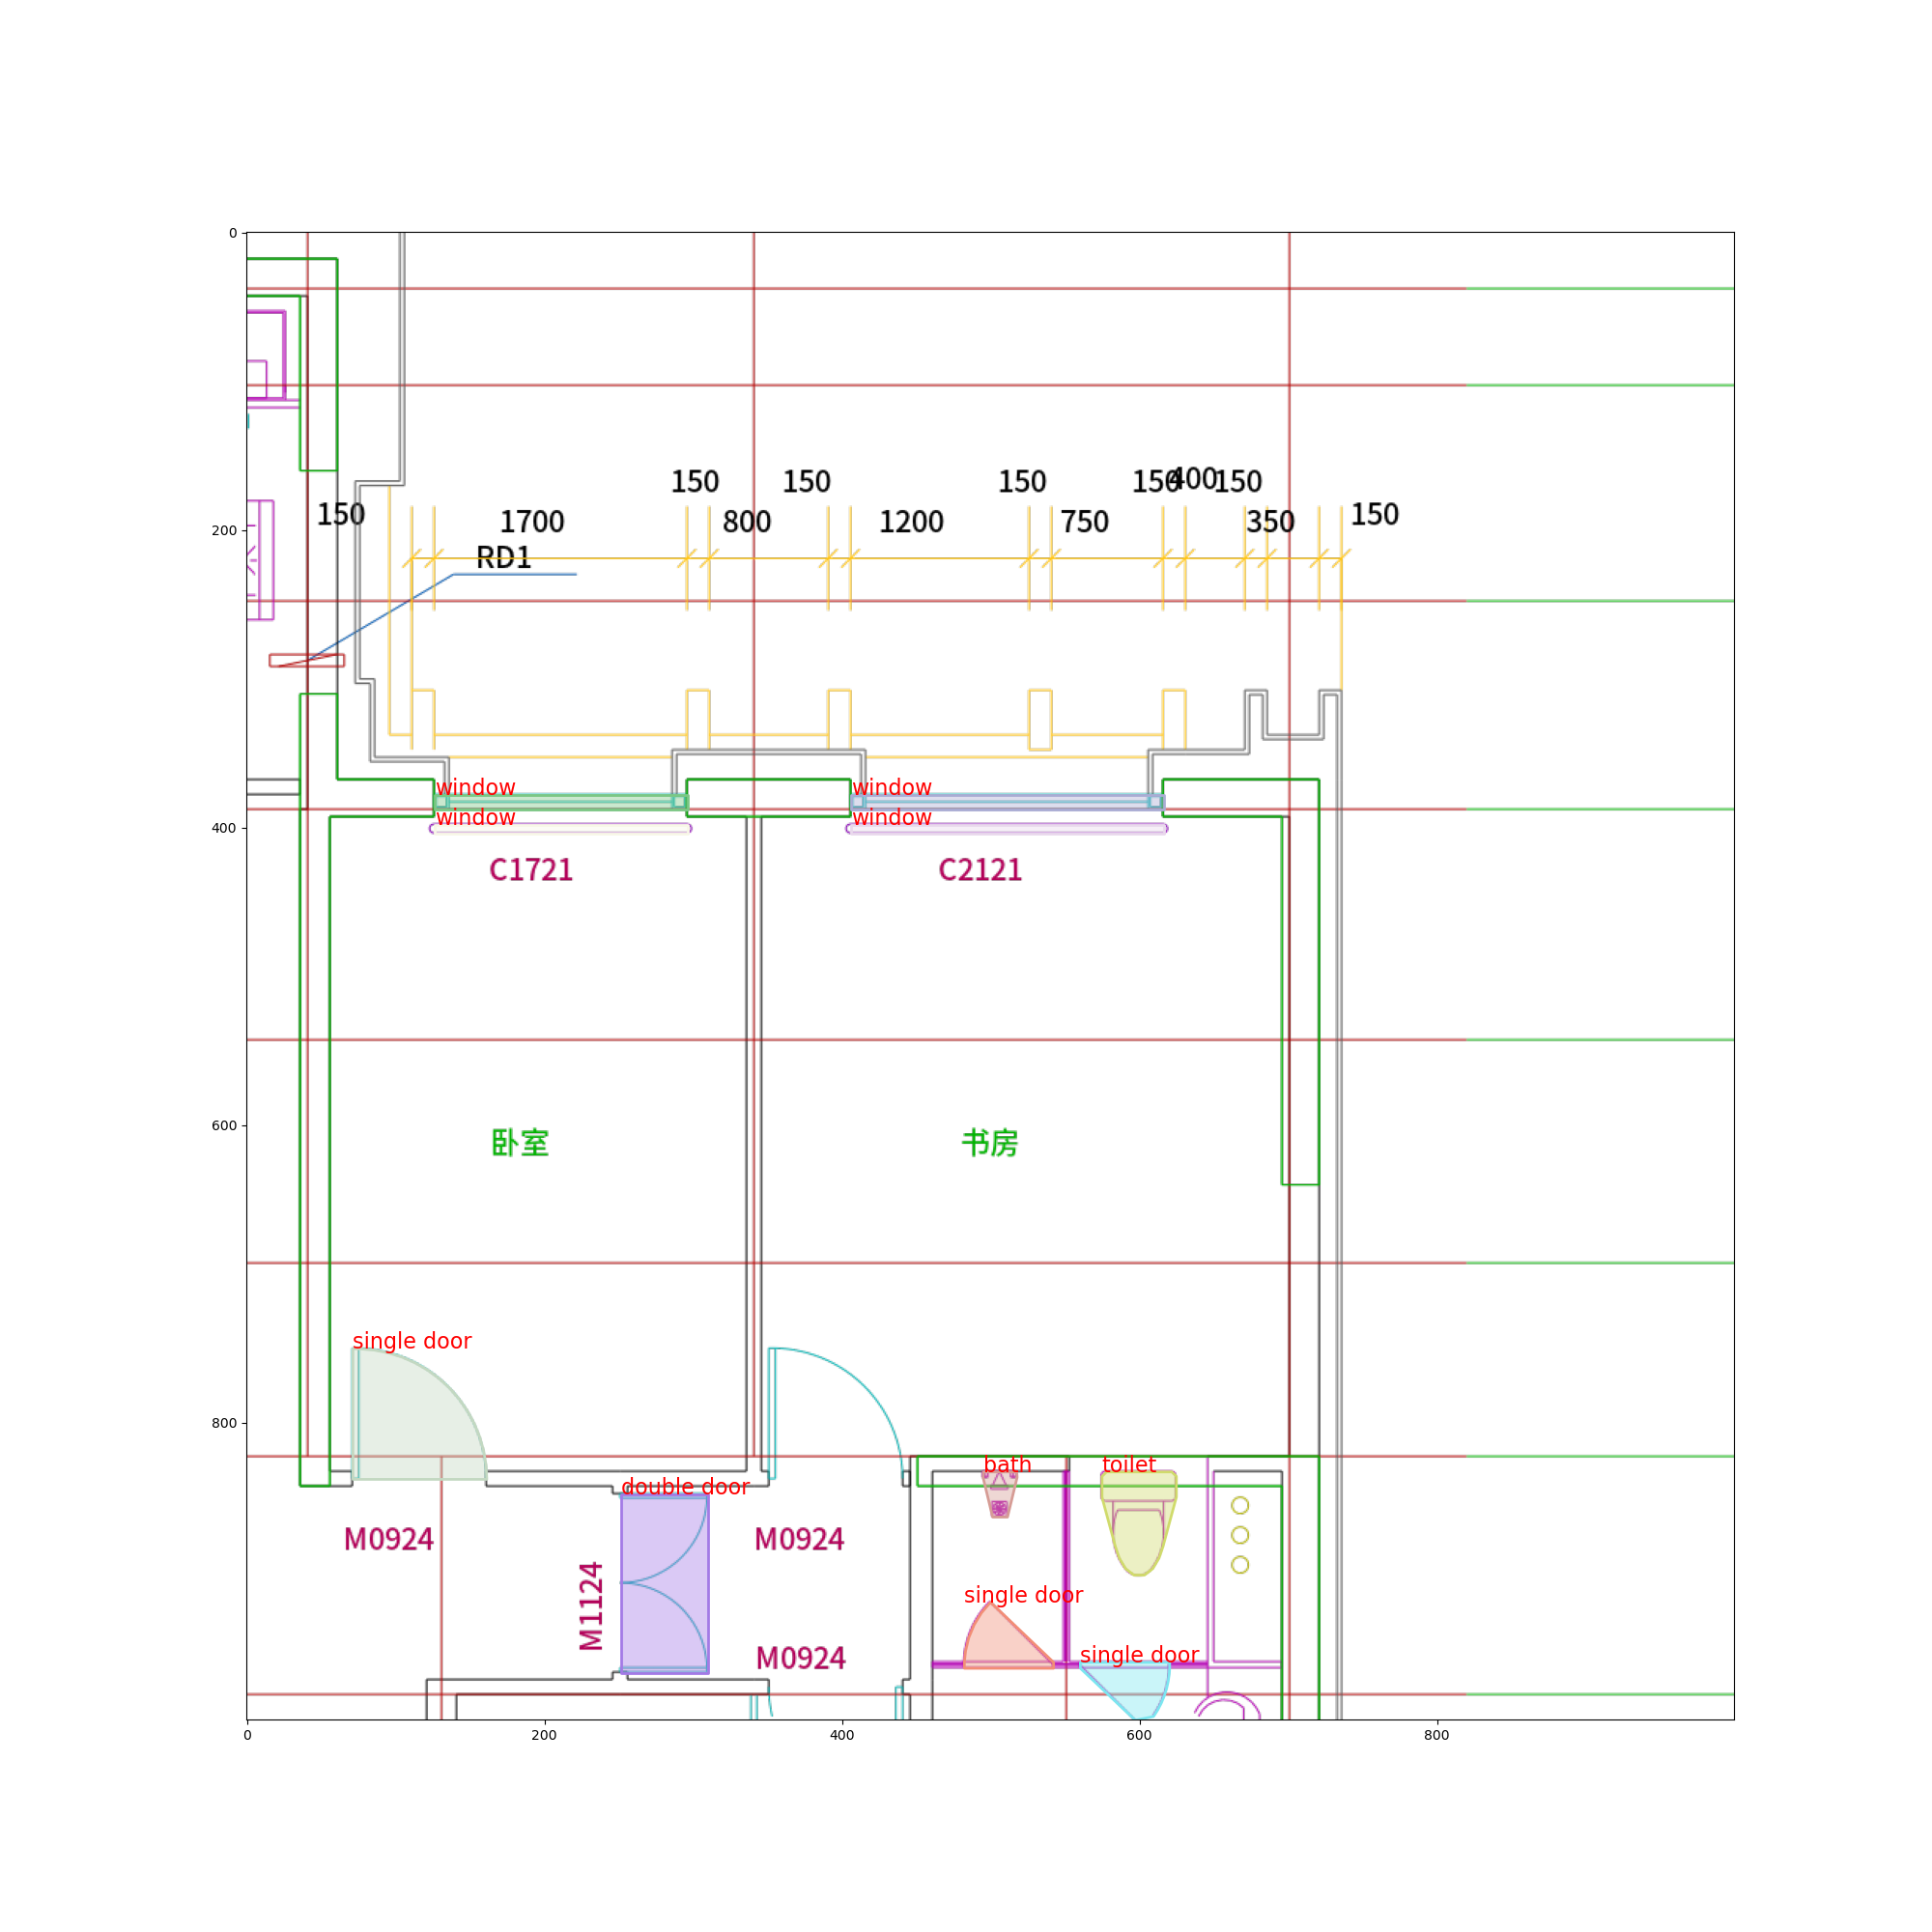 0
200
400
600
800
150 150 150 150 400 150
150 1700 800 1200 750 350 150
RD1
window window
window window
C1721 C2121
卧室 书房
single door
bath toilet
double door
M0924 M0924
M1124
single door
M0924
single door
0 200 400 600 800